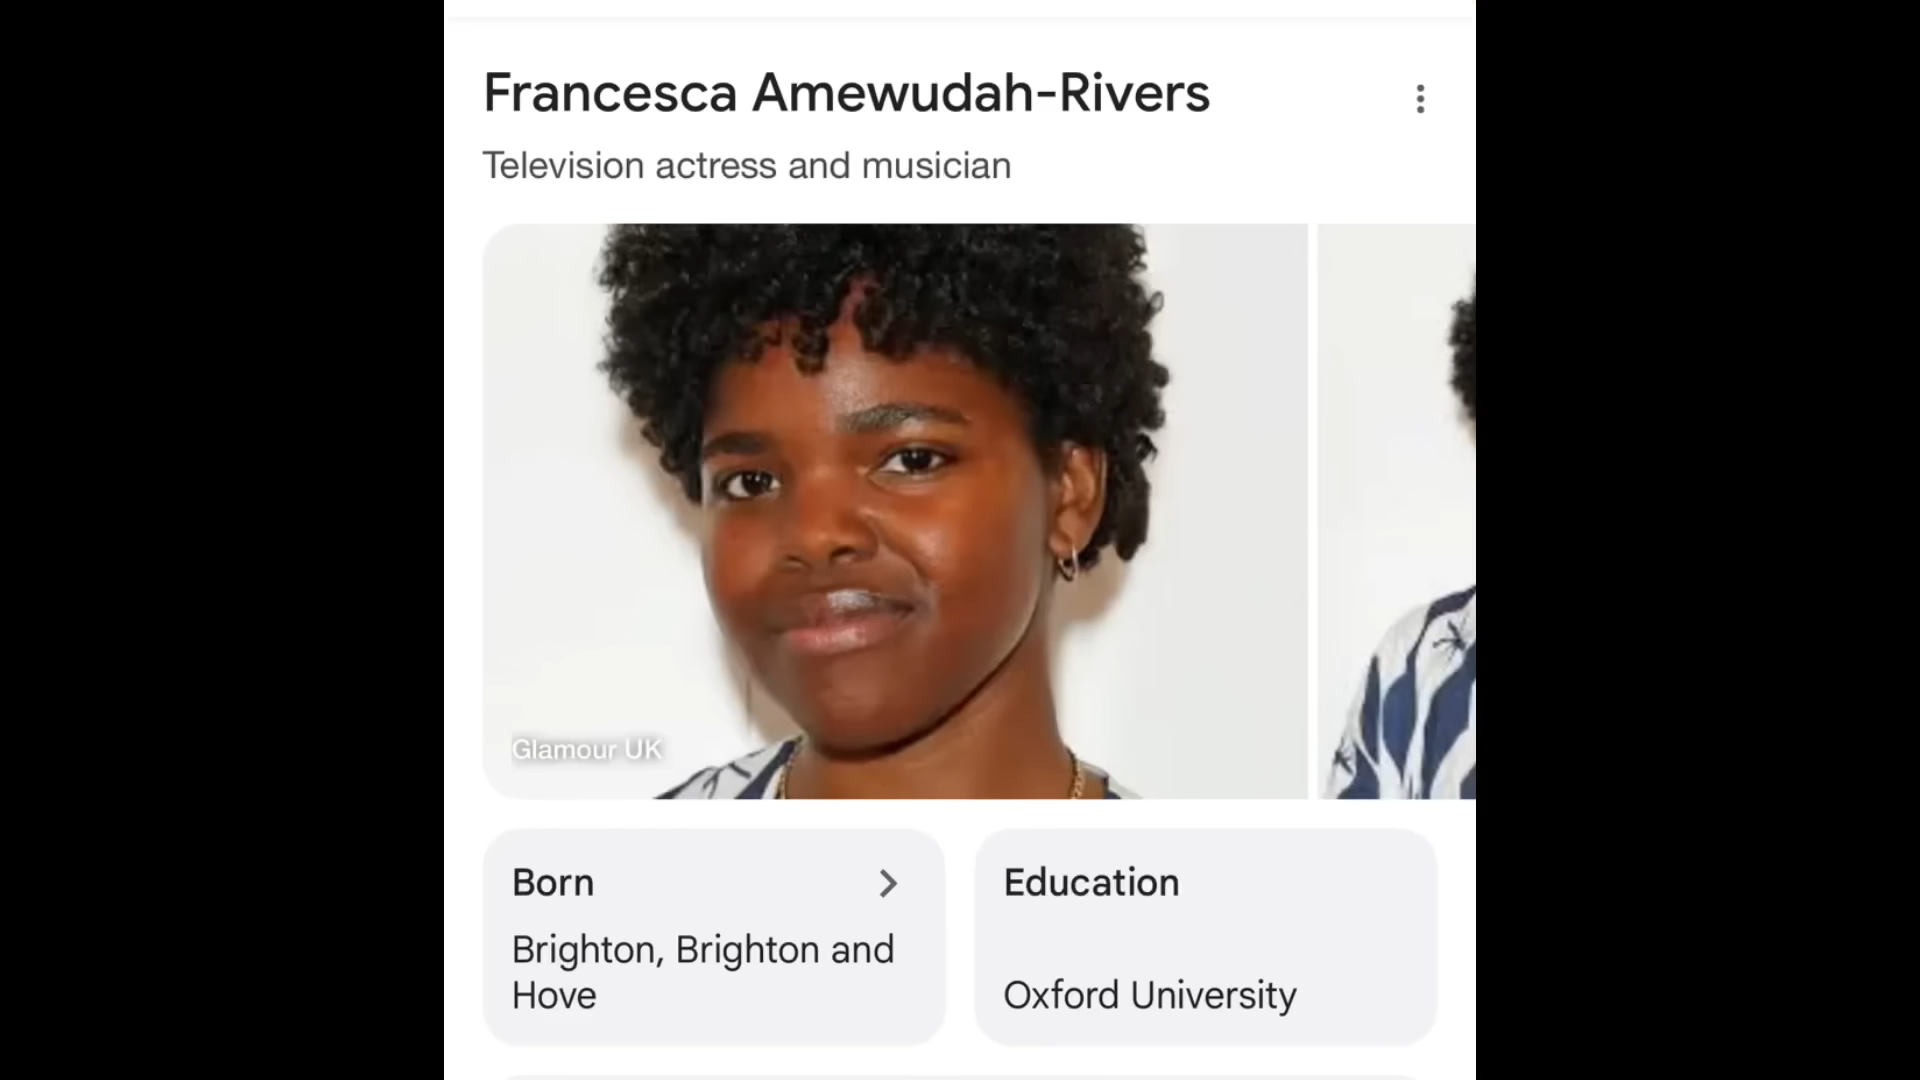 Francesca Amewudah-Rivers
Television actress and musician
Glamour UK
Born
Brighton, Brighton and
Hove
Education
Oxford University